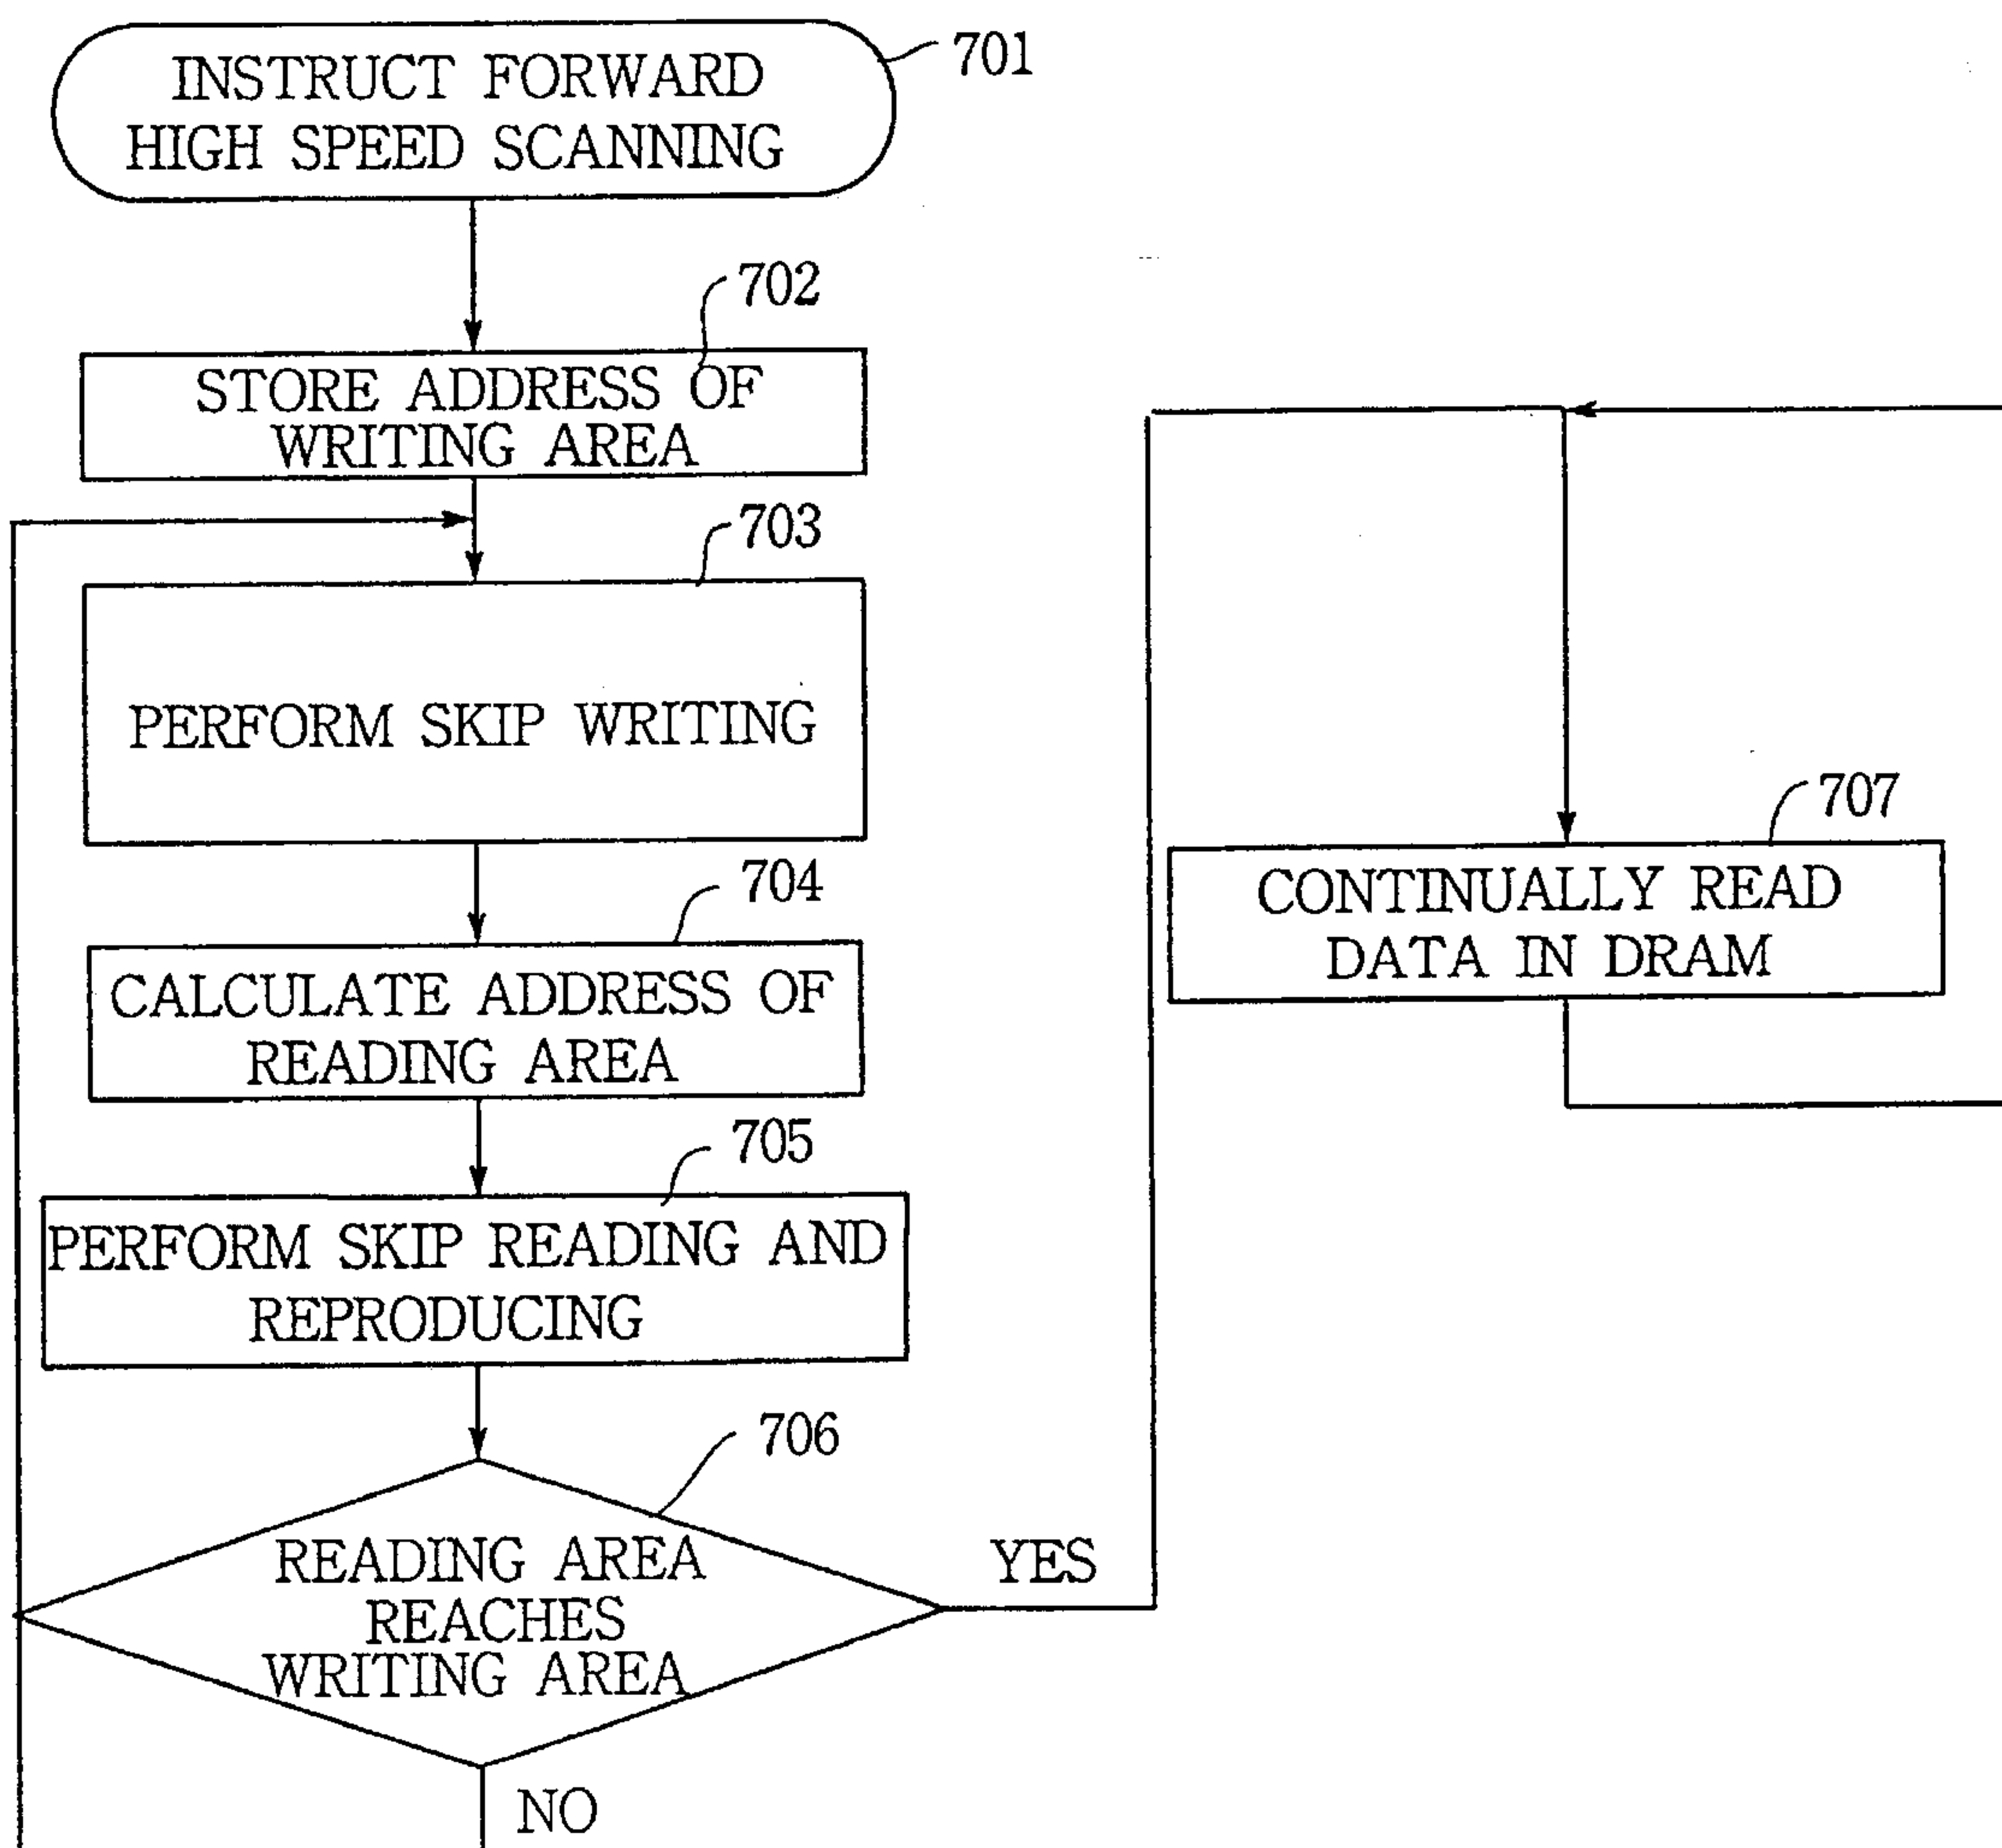 INSTRUCT FORWARD
HIGH SPEED SCANNING
701
702
STORE ADDRESS OF
WRITING AREA
703
PERFORM SKIP WRITING
704
CALCULATE ADDRESS OF
READING AREA
705
PERFORM SKIP READING AND
REPRODUCING
706
READING AREA
REACHES
WRITING AREA
YES
NO
707
CONTINUALLY READ
DATA IN DRAM